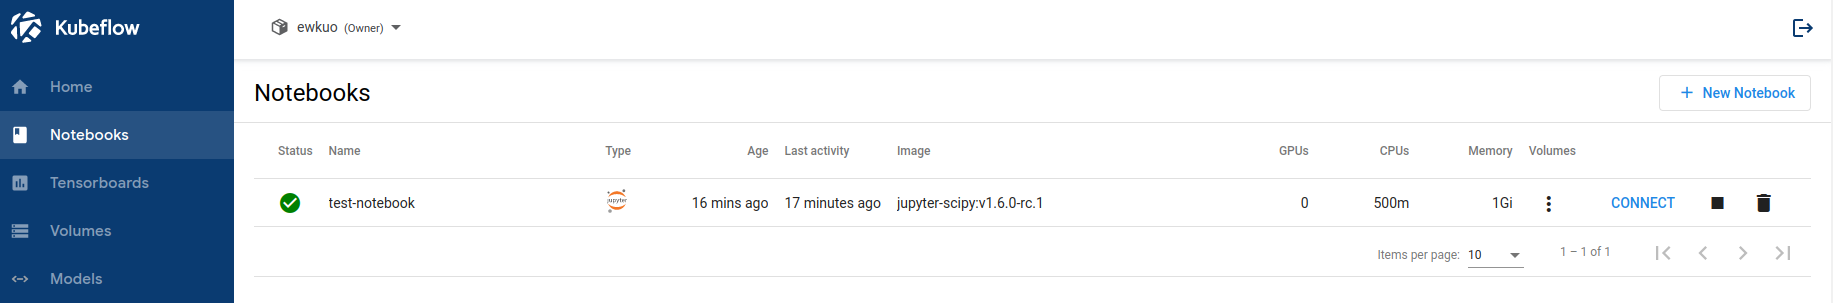 Kubeflow
ewkuo (Owner)
Home
Notebooks
Tensorboards
Volumes
Models
Notebooks
New Notebook
Status Name Type Age Last activity Image GPUs CPUs Memory Volumes
test-notebook jupyter 16 mins ago 17 minutes ago jupyter-scipy:v1.6.0-rc.1 0 500m 1Gi CONNECT
Items per page: 10 1 – 1 of 1